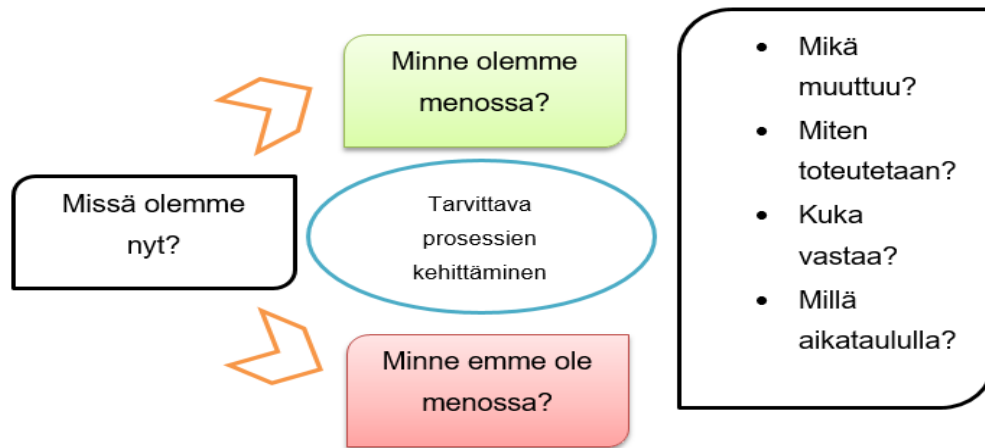 Missä olemme
nyt?
Minne olemme
menossa?
Tarvittava
prosessien
kehittäminen
Minne emme ole
menossa?
• Mikä
muuttuu?
• Miten
toteutetaan?
• Kuka
vastaa?
• Millä
aikataululla?